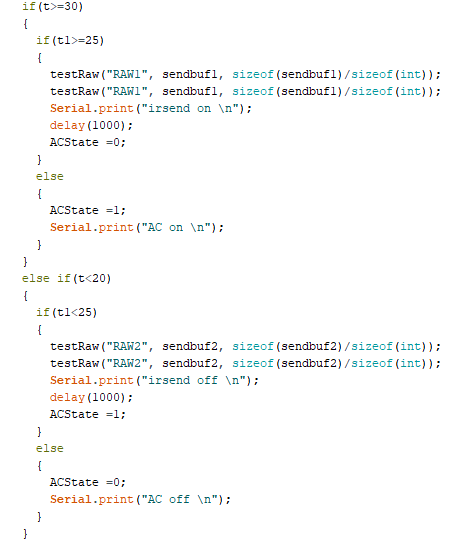 if(t>=30)
{
  if(t1>=25)
  {
    testRaw("RAW1", sendbuf1, sizeof(sendbuf1)/sizeof(int));
    testRaw("RAW1", sendbuf1, sizeof(sendbuf1)/sizeof(int));
    Serial.print("irsend on \n");
    delay(1000);
    ACState =0;
  }
  else
  {
    ACState =1;
    Serial.print("AC on \n");
  }
}
else if(t<20)
{
  if(t1<25)
  {
    testRaw("RAW2", sendbuf2, sizeof(sendbuf2)/sizeof(int));
    testRaw("RAW2", sendbuf2, sizeof(sendbuf2)/sizeof(int));
    Serial.print("irsend off \n");
    delay(1000);
    ACState =1;
  }
  else
  {
    ACState =0;
    Serial.print("AC off \n");
  }
}